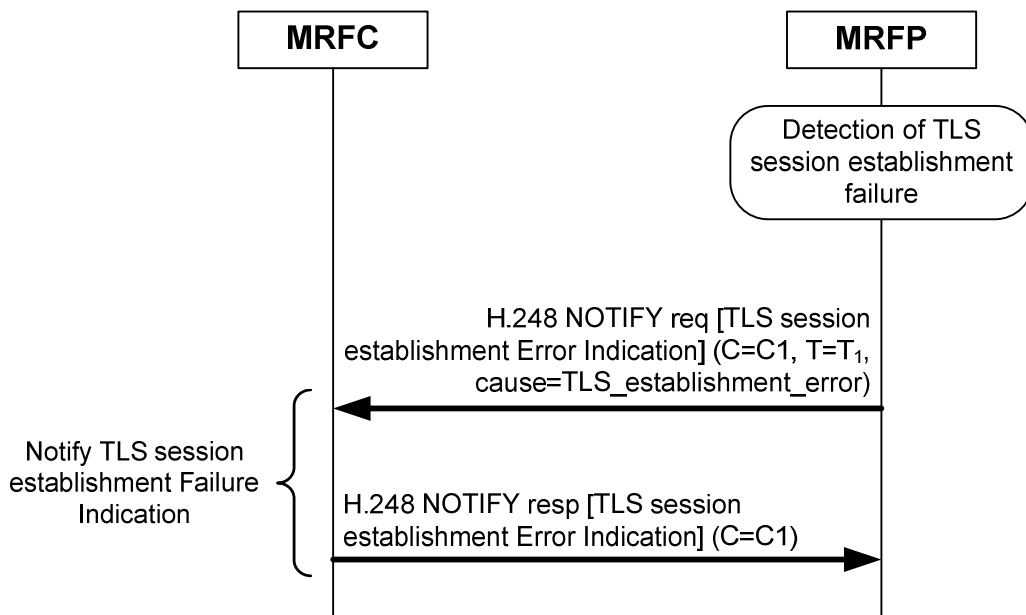 MRFC
MRFP
Detection of TLS
session establishment
failure
H.248 NOTIFY req [TLS session
establishment Error Indication] (C=C1, T=T₁,
cause=TLS_establishment_error)
Notify TLS session
establishment Failure
Indication
H.248 NOTIFY resp [TLS session
establishment Error Indication] (C=C1)